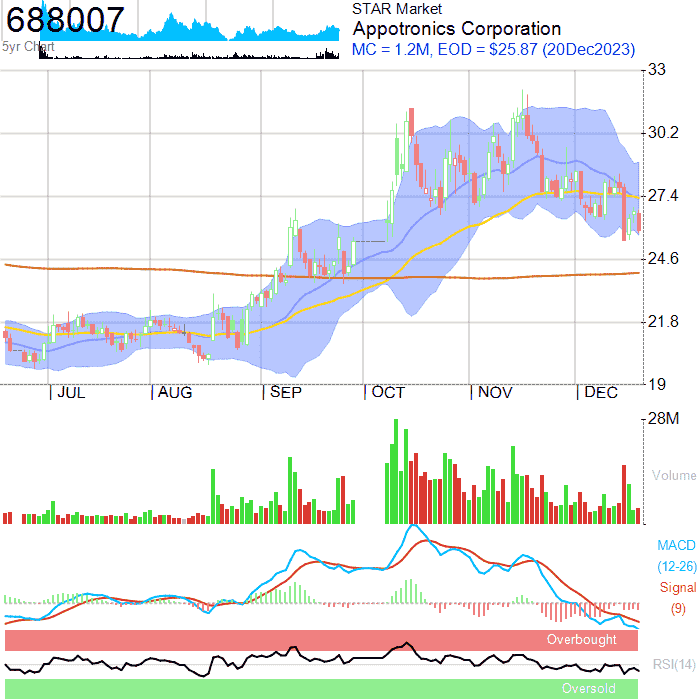 688007
5yr Chart
STAR Market
Appotronics Corporation
MC = 1.2M, EOD = $25.87 (20Dec2023)
33
30.2
27.4
24.6
21.8
19
JUL AUG SEP OCT NOV DEC
28M
Volume
MACD
(12-26)
Signal
(9)
Overbought
RSI(14)
Oversold